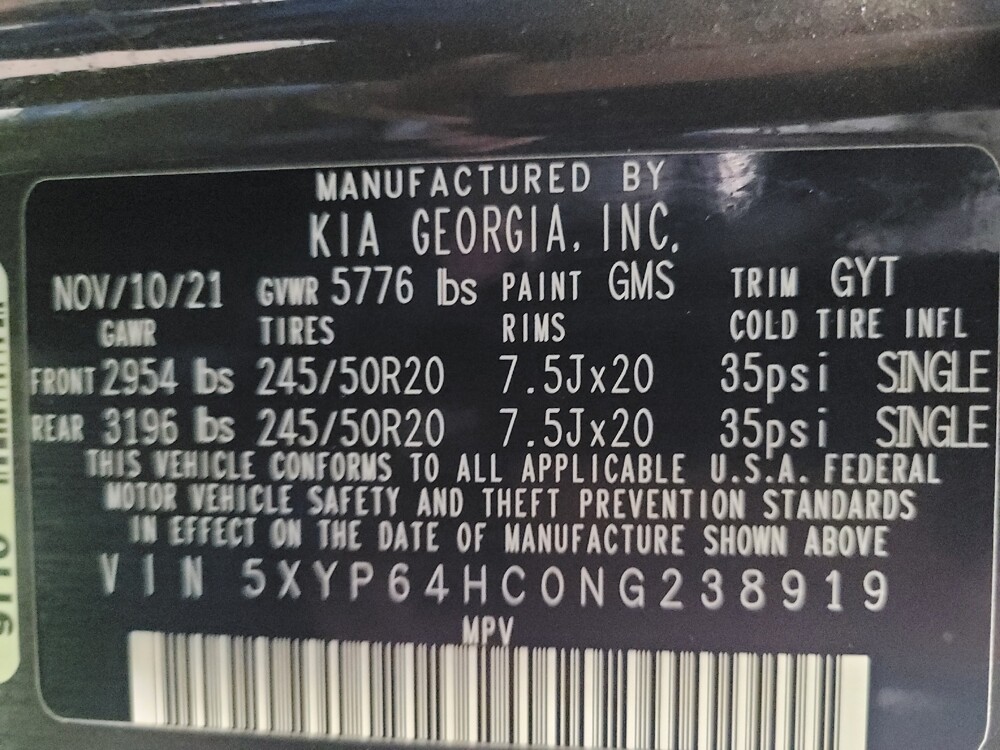 MANUFACTURED BY
KIA GEORGIA, INC.
NOV/10/21 GVWR 5776 lbs PAINT GMS TRIM GYT
GAWR TIRES RIMS COLD TIRE INFL
FRONT 2954 lbs 245/50R20 7.5Jx20 35psi SINGLE
REAR 3196 lbs 245/50R20 7.5Jx20 35psi SINGLE
THIS VEHICLE CONFORMS TO ALL APPLICABLE U.S.A. FEDERAL
MOTOR VEHICLE SAFETY AND THEFT PREVENTION STANDARDS
IN EFFECT ON THE DATE OF MANUFACTURE SHOWN ABOVE
VIN 5XYP64HC0NG238919
MPV